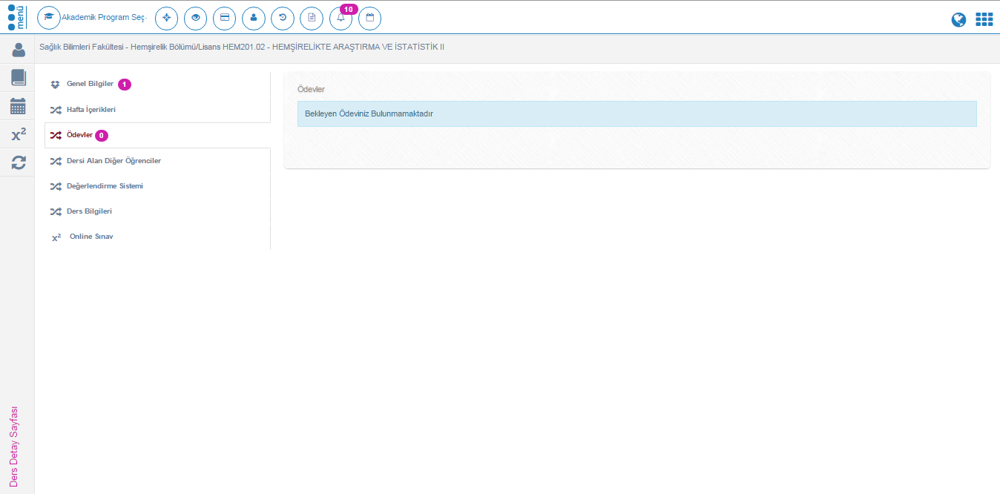 menü
Akademik Program Seç-
10
Sağlık Bilimleri Fakültesi - Hemşirelik Bölümü/Lisans HEM201.02 - HEMŞİRELİKTE ARAŞTIRMA VE İSTATİSTİK II
Genel Bilgiler 1
Hafta İçerikleri
Ödevler 0
Dersi Alan Diğer Öğrenciler
Değerlendirme Sistemi
Ders Bilgileri
x² Online Sınav
Ödevler
Bekleyen Ödeviniz Bulunmamaktadır
x²
Ders Detay Sayfası